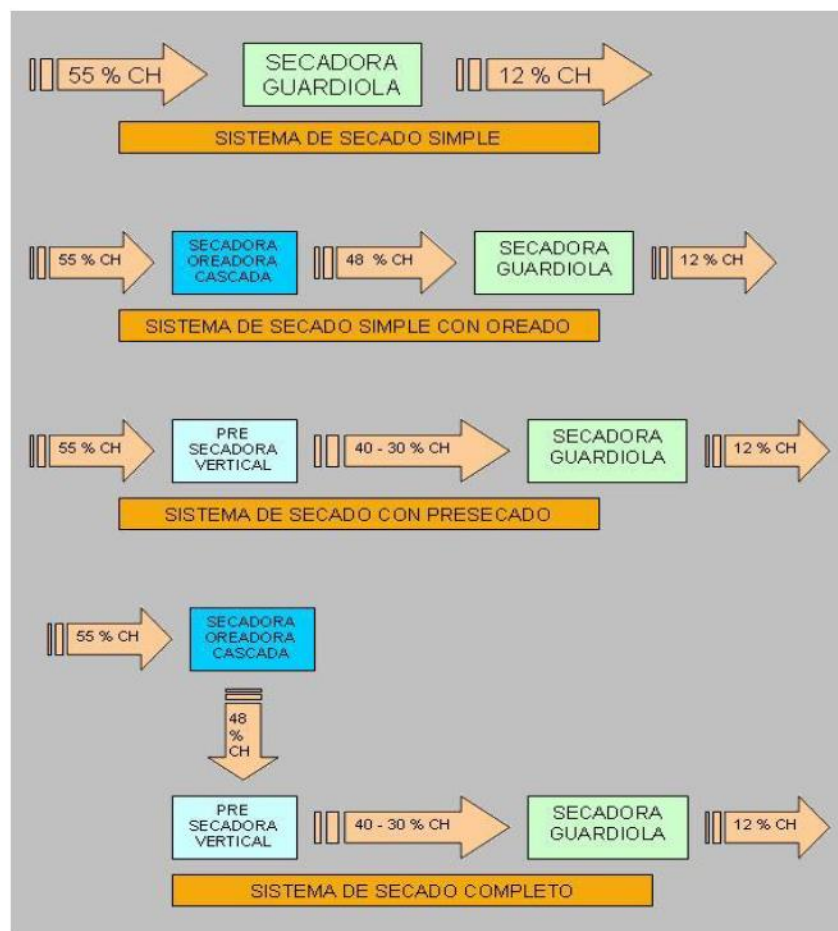 55 % CH
SECADORA
GUARDIOLA
12 % CH
SISTEMA DE SECADO SIMPLE
55 % CH
SECADORA
OREADORA
CASCADA
48 % CH
SECADORA
GUARDIOLA
12 % CH
SISTEMA DE SECADO SIMPLE CON OREADO
55 % CH
PRE
SECADORA
VERTICAL
40 - 30 % CH
SECADORA
GUARDIOLA
12 % CH
SISTEMA DE SECADO CON PRESECADO
55 % CH
SECADORA
OREADORA
CASCADA
48
%
CH
PRE
SECADORA
VERTICAL
40 - 30 % CH
SECADORA
GUARDIOLA
12 % CH
SISTEMA DE SECADO COMPLETO